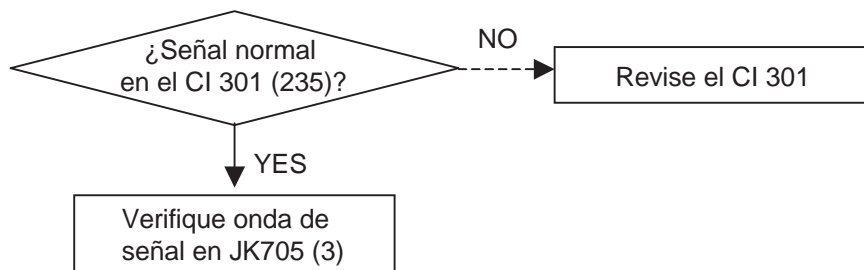 ¿Señal normal
en el CI 301 (235)?
NO
Revise el CI 301
YES
Verifique onda de
señal en JK705 (3)